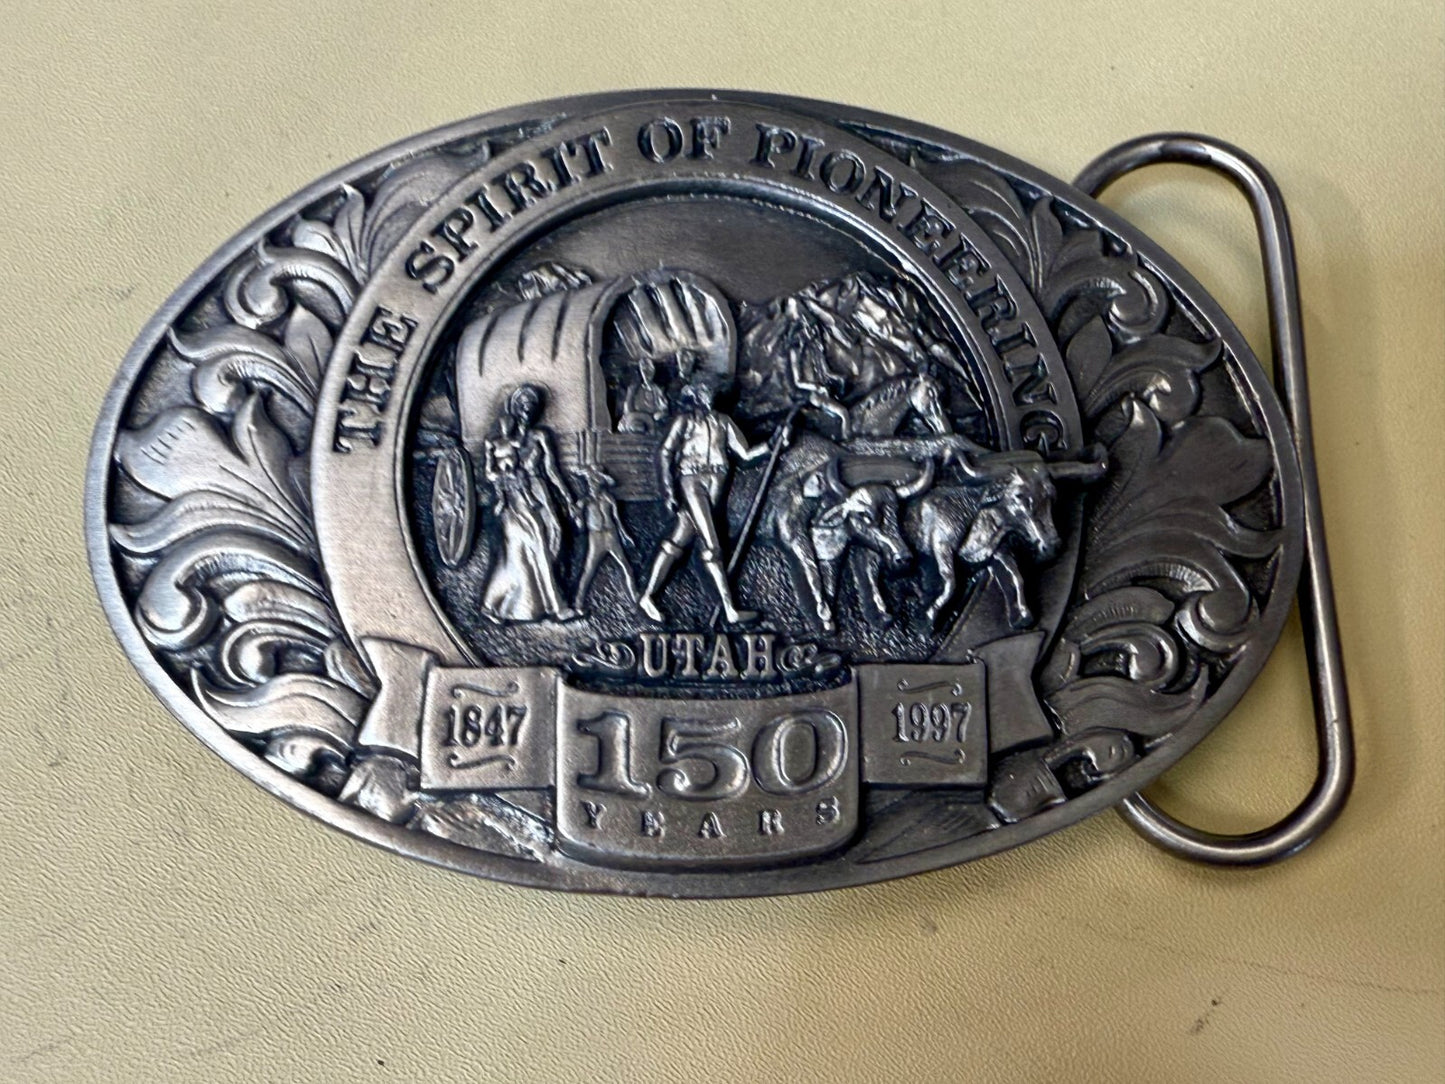 THE SPIRIT OF PIONEERING
UTAH
1847
150
YEARS
1997